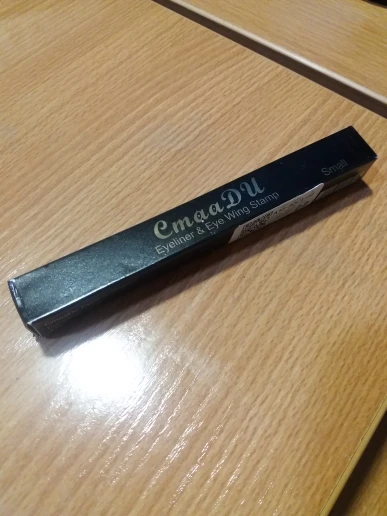 CmaaDU
Eyeliner & Eye Wing Stamp
Small